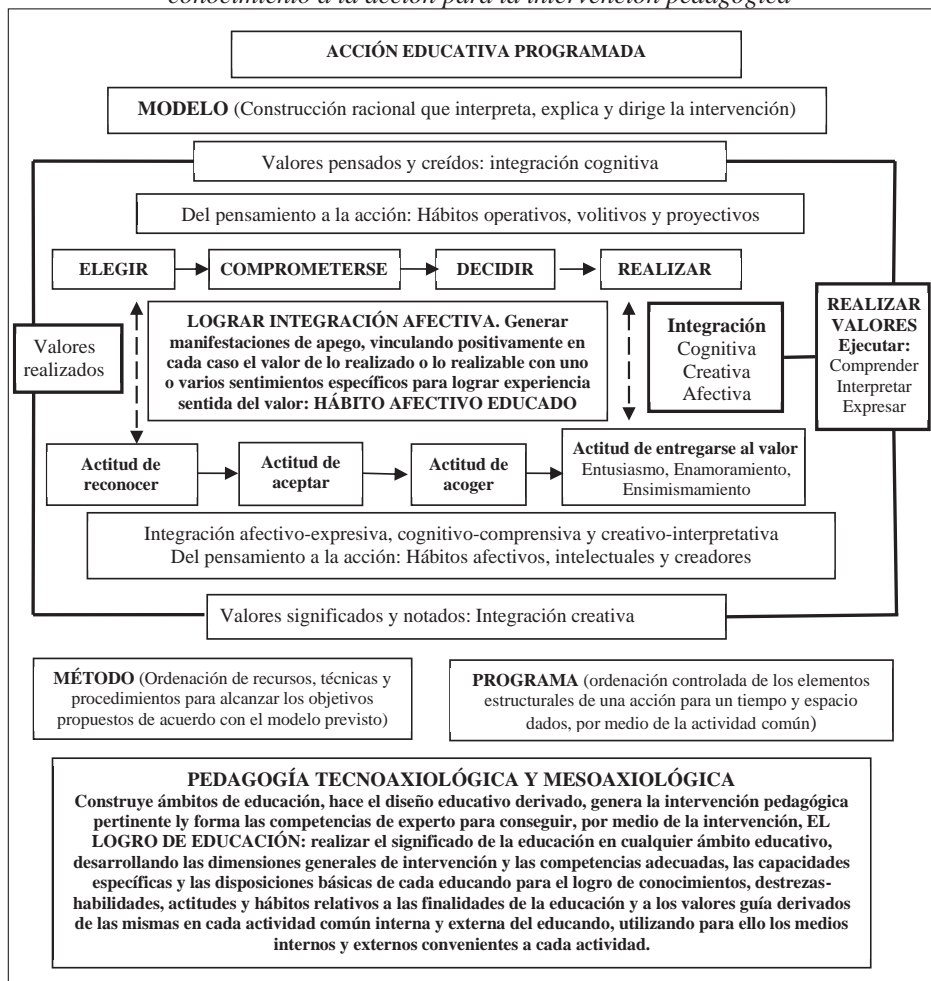 conocimiento a la acción para la intervención pedagógica
ACCIÓN EDUCATIVA PROGRAMADA
MODELO (Construcción racional que interpreta, explica y dirige la intervención)
Valores pensados y creídos: integración cognitiva
Del pensamiento a la acción: Hábitos operativos, volitivos y proyectivos
ELEGIR
COMPROMETERSE
DECIDIR
REALIZAR
Valores
realizados
LOGRAR INTEGRACIÓN AFECTIVA. Generar
manifestaciones de apego, vinculando positivamente en
cada caso el valor de lo realizado o lo realizable con uno
o varios sentimientos específicos para lograr experiencia
sentida del valor: HÁBITO AFECTIVO EDUCADO
Integración
Cognitiva
Creativa
Afectiva
REALIZAR
VALORES
Ejecutar:
Comprender
Interpretar
Expresar
Actitud de
reconocer
Actitud de
aceptar
Actitud de
acoger
Actitud de entregarse al valor
Entusiasmo, Enamoramiento,
Ensimismamiento
Integración afectivo-expresiva, cognitivo-comprensiva y creativo-interpretativa
Del pensamiento a la acción: Hábitos afectivos, intelectuales y creadores
Valores significados y notados: Integración creativa
MÉTODO (Ordenación de recursos, técnicas y
procedimientos para alcanzar los objetivos
propuestos de acuerdo con el modelo previsto)
PROGRAMA (ordenación controlada de los elementos
estructurales de una acción para un tiempo y espacio
dados, por medio de la actividad común)
PEDAGOGÍA TECNOAXIOLÓGICA Y MESOAXIOLÓGICA
Construye ámbitos de educación, hace el diseño educativo derivado, genera la intervención pedagógica
pertinente ly forma las competencias de experto para conseguir, por medio de la intervención, EL
LOGRO DE EDUCACIÓN: realizar el significado de la educación en cualquier ámbito educativo,
desarrollando las dimensiones generales de intervención y las competencias adecuadas, las capacidades
específicas y las disposiciones básicas de cada educando para el logro de conocimientos, destrezas-
habilidades, actitudes y hábitos relativos a las finalidades de la educación y a los valores guía derivados
de las mismas en cada actividad común interna y externa del educando, utilizando para ello los medios
internos y externos convenientes a cada actividad.